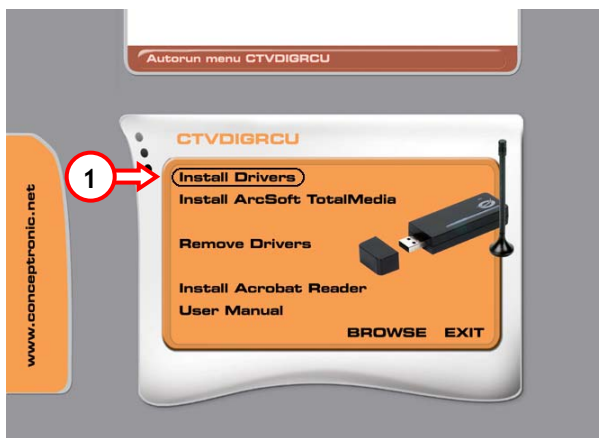 Autorun menu CTVDIGRCU
www.conceptronic.net
CTVDIGRCU
1
Install Drivers
Install ArcSoft TotalMedia
Remove Drivers
Install Acrobat Reader
User Manual
BROWSE EXIT